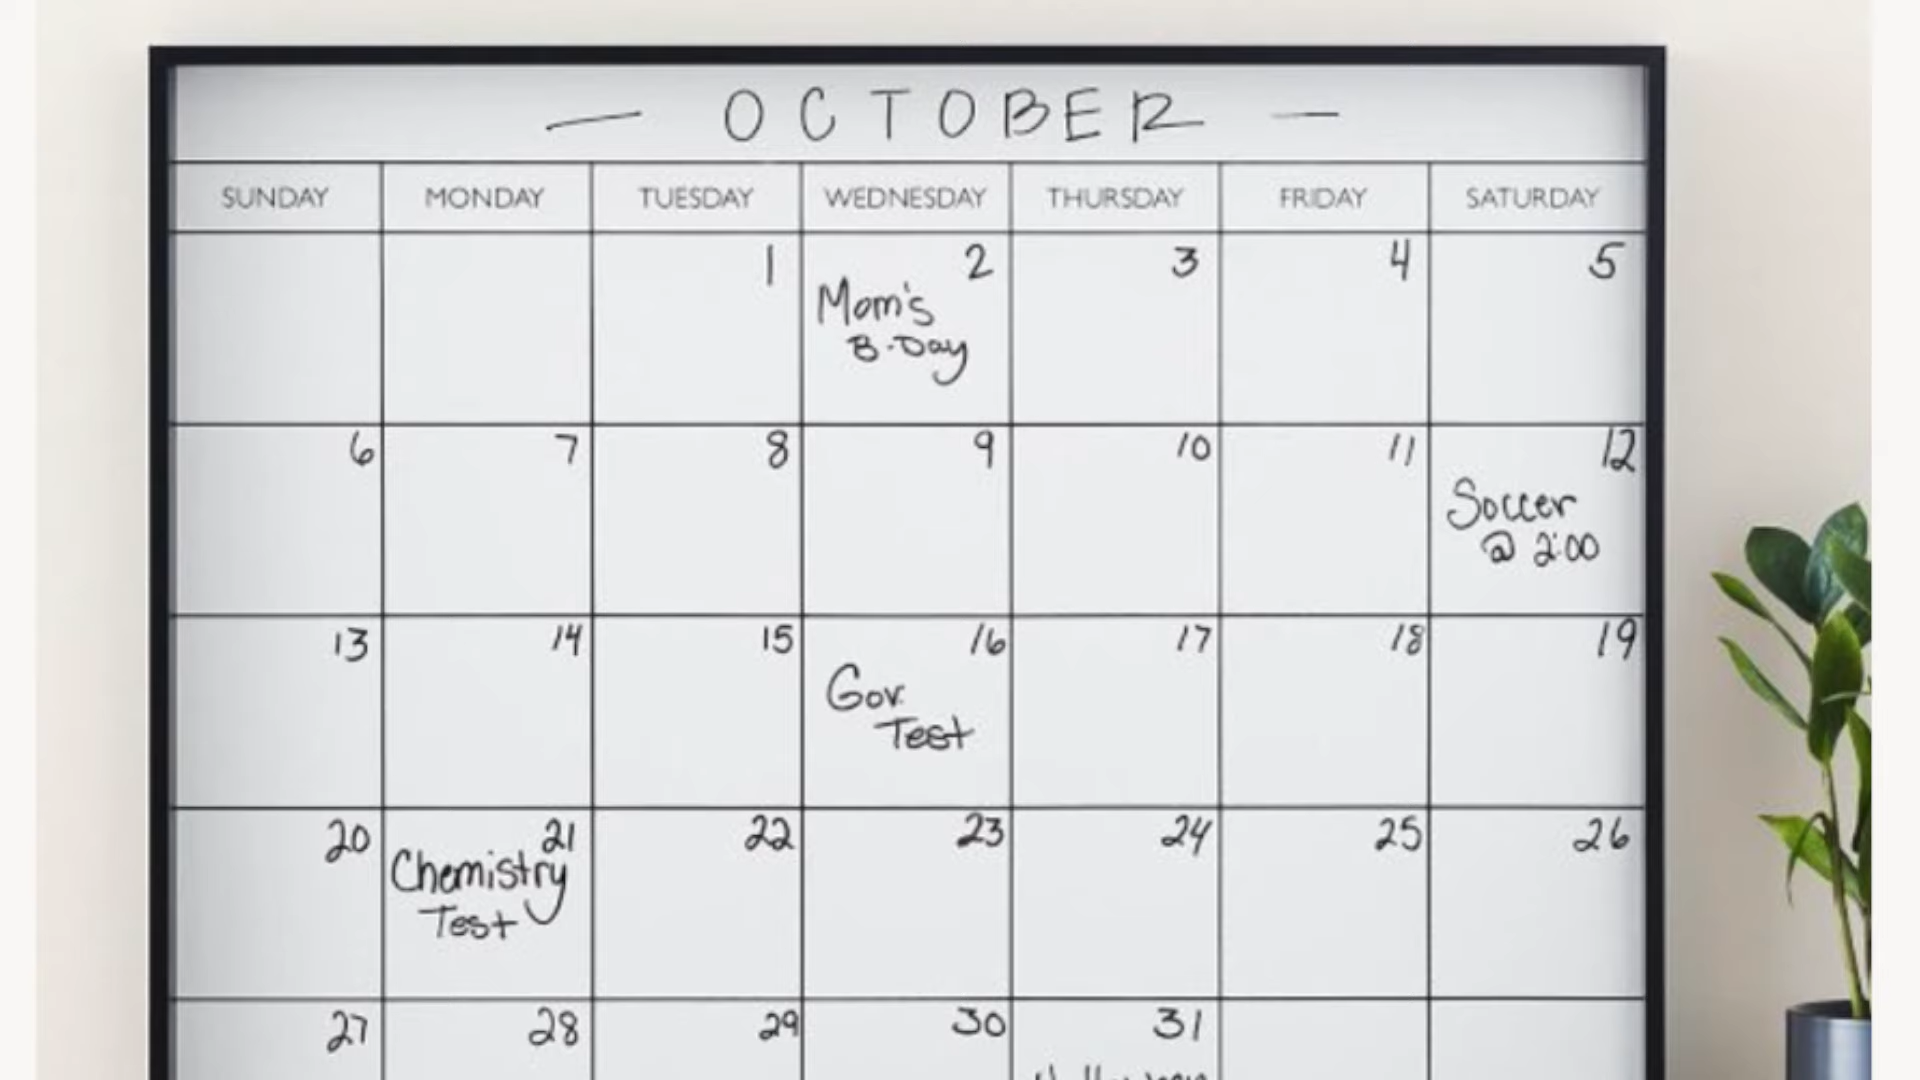 — OCTOBER —
SUNDAY MONDAY TUESDAY WEDNESDAY THURSDAY FRIDAY SATURDAY
1 2 3 4 5
Mom's
B-Day
6 7 8 9 10 11 12
Soccer
@ 2:00
13 14 15 16 17 18 19
Gov.
Test
20 21 22 23 24 25 26
Chemistry
Test
27 28 29 30 31